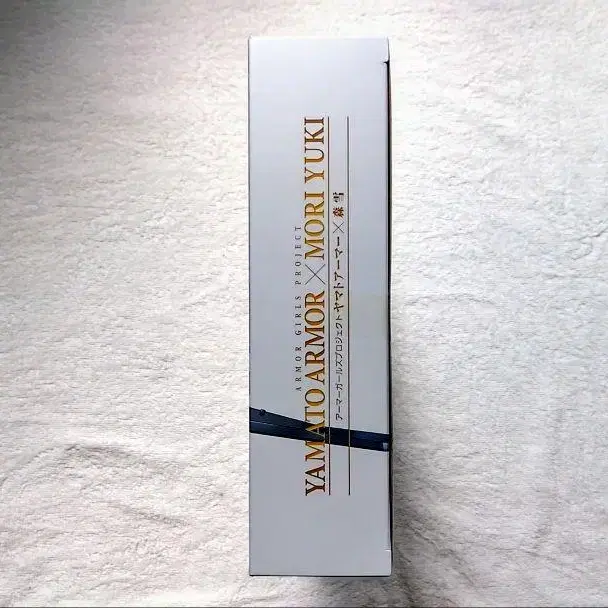 ARMOR GIRLS PROJECT
YAMATO ARMOR × MORI YUKI
アーマーガールズプロジェクト ヤマトアーマー×森 雪